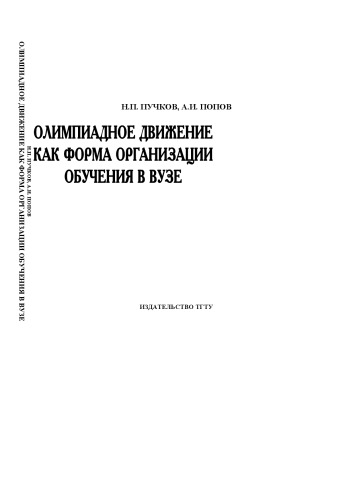 Н.П. ПУЧКОВ, А.И. ПОПОВ
ОЛИМПИАДНОЕ ДВИЖЕНИЕ
КАК ФОРМА ОРГАНИЗАЦИИ
ОБУЧЕНИЯ В ВУЗЕ
ИЗДАТЕЛЬСТВО ТГТУ
Н.П. ПУЧКОВ, А.И. ПОПОВ
ОЛИМПИАДНОЕ ДВИЖЕНИЕ КАК ФОРМА ОРГАНИЗАЦИИ ОБУЧЕНИЯ В ВУЗЕ